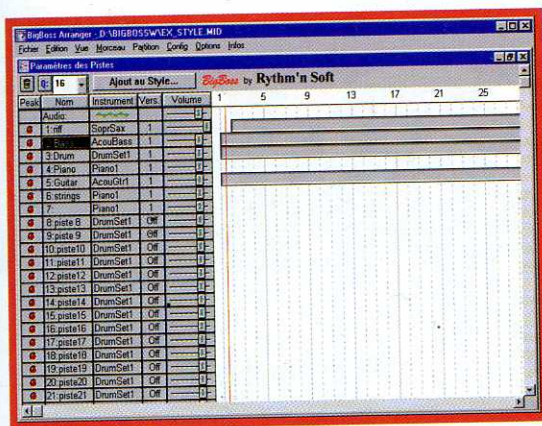 BigBoss Arranger - D:\BIGBOSSW\EX_STYLE.MID
Fichier Edition Vue Morceau Partition Config Options Infos
Paramètres des Pistes
Q: 16 Ajout au Style... BigBoss by Rythm'n Soft
Peak Nom Instrument Vers. Volume 1 5 9 13 17 21 25
Audio:
1:riff SoprSax 1
2:Bass AcouBass 1
3:Drum DrumSet1 1
4:Piano Piano1 1
5:Guitar AcouGtr1 1
6:strings Piano1 1
7: Piano1 1
8:piste 8 DrumSet1 Off
9:piste 9 DrumSet1 Off
10:piste10 DrumSet1 Off
11:piste11 DrumSet1 Off
12:piste12 DrumSet1 Off
13:piste13 DrumSet1 Off
14:piste14 DrumSet1 Off
15:piste15 DrumSet1 Off
16:piste16 DrumSet1 Off
17:piste17 DrumSet1 Off
18:piste18 DrumSet1 Off
19:piste19 DrumSet1 Off
20:piste20 DrumSet1 Off
21:piste21 DrumSet1 Off